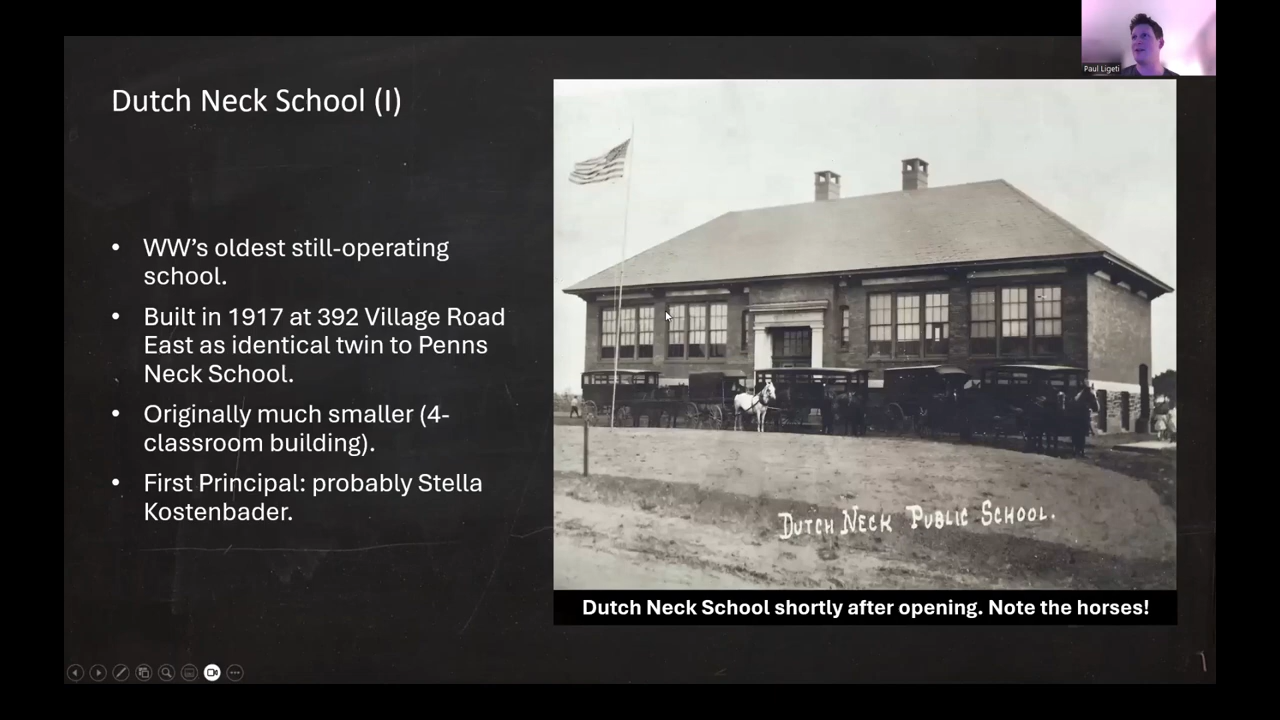 Paul Ligeti
Dutch Neck School (I)
• WW’s oldest still-operating
school.
• Built in 1917 at 392 Village Road
East as identical twin to Penns
Neck School.
• Originally much smaller (4-
classroom building).
• First Principal: probably Stella
Kostenbader.
DUTCH NECK PUBLIC SCHOOL.
Dutch Neck School shortly after opening. Note the horses!